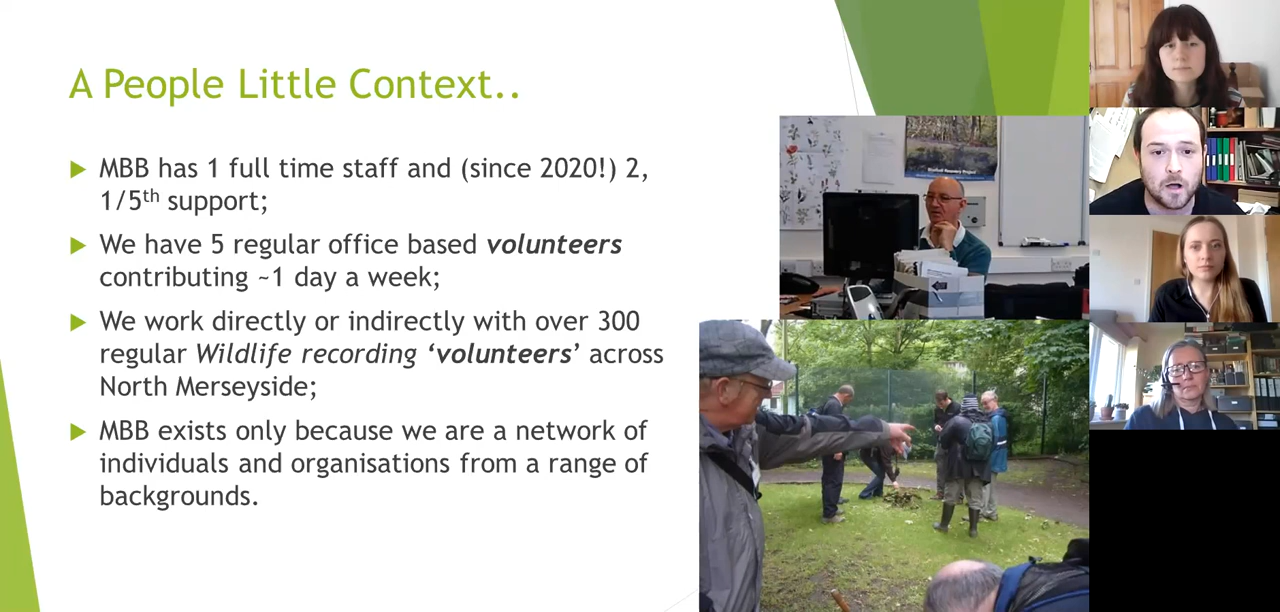 A People Little Context..
MBB has 1 full time staff and (since 2020!) 2,
1/5th support;
We have 5 regular office based volunteers
contributing ~1 day a week;
We work directly or indirectly with over 300
regular Wildlife recording ‘volunteers’ across
North Merseyside;
MBB exists only because we are a network of
individuals and organisations from a range of
backgrounds.